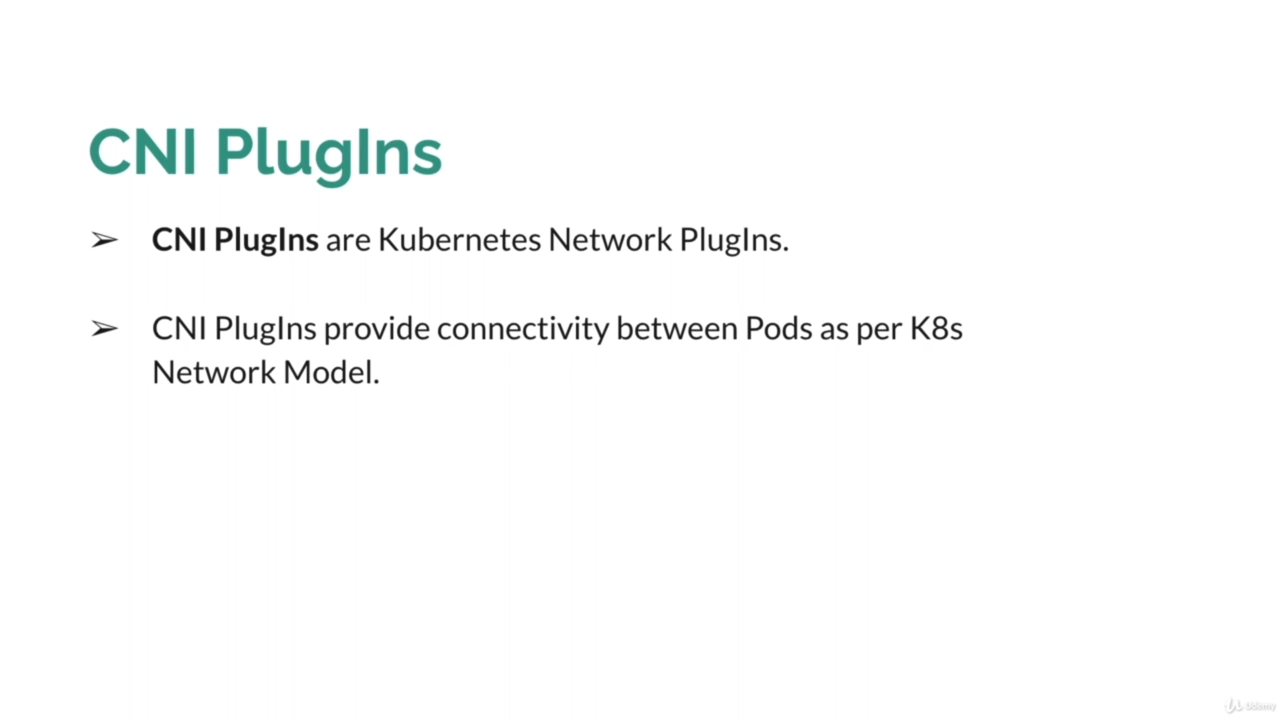 CNI PlugIns
➢ CNI PlugIns are Kubernetes Network PlugIns.
➢ CNI PlugIns provide connectivity between Pods as per K8s
Network Model.
Udemy